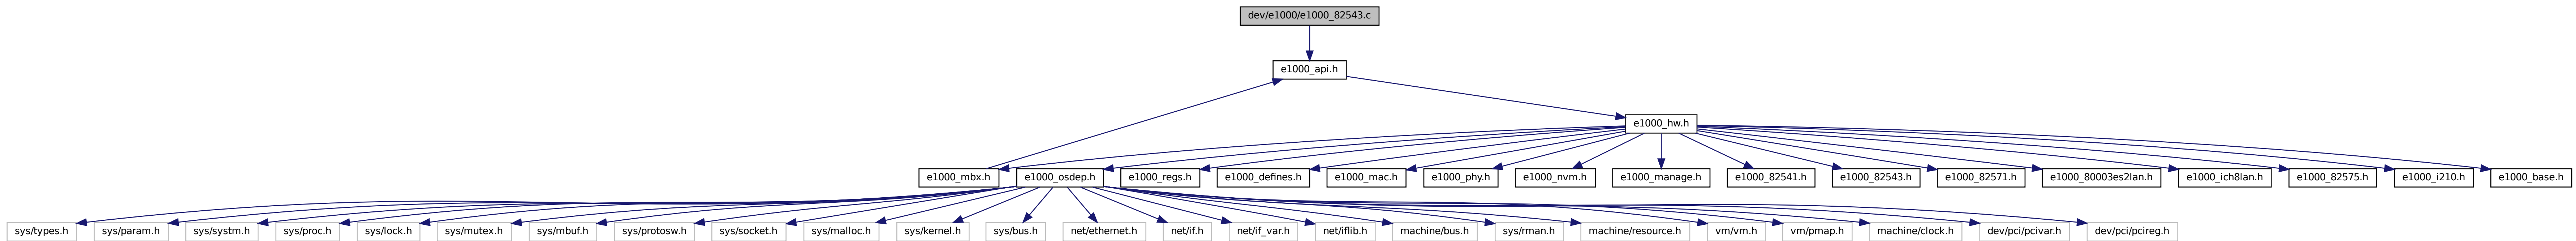 dev/e1000/e1000_82543.c
e1000_api.h
e1000_hw.h
e1000_mbx.h
e1000_osdep.h
e1000_regs.h
e1000_defines.h
e1000_mac.h
e1000_phy.h
e1000_nvm.h
e1000_manage.h
e1000_82541.h
e1000_82543.h
e1000_82571.h
e1000_80003es2lan.h
e1000_ich8lan.h
e1000_82575.h
e1000_i210.h
e1000_base.h
sys/types.h
sys/param.h
sys/systm.h
sys/proc.h
sys/lock.h
sys/mutex.h
sys/mbuf.h
sys/protosw.h
sys/socket.h
sys/malloc.h
sys/kernel.h
sys/bus.h
net/ethernet.h
net/if.h
net/if_var.h
net/iflib.h
machine/bus.h
sys/rman.h
machine/resource.h
vm/vm.h
vm/pmap.h
machine/clock.h
dev/pci/pcivar.h
dev/pci/pcireg.h